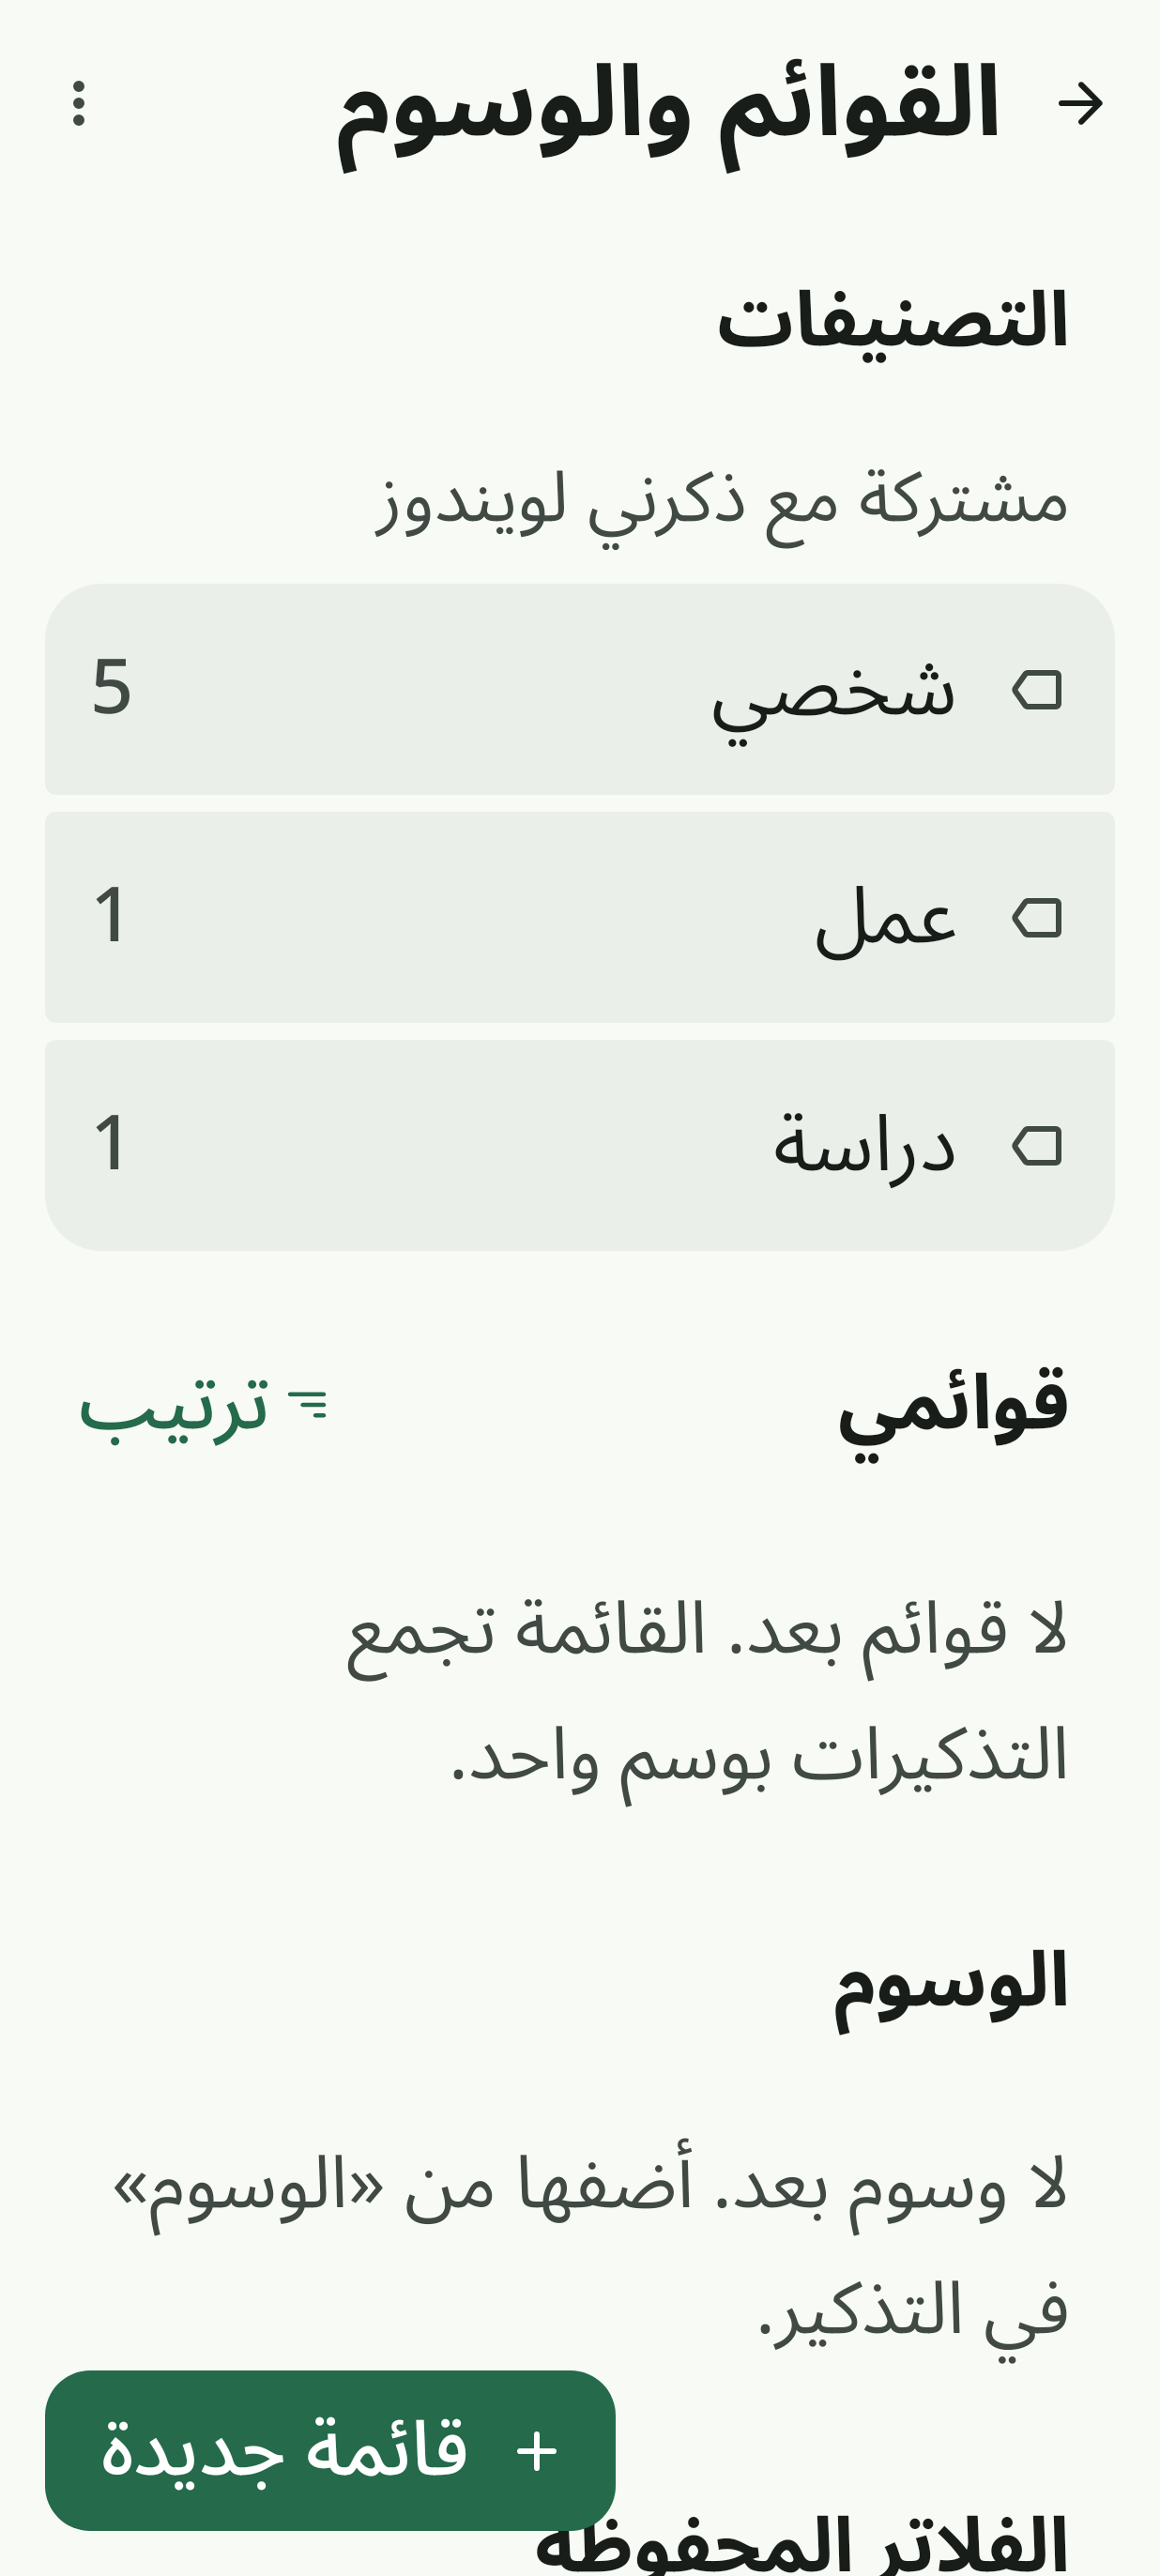 القوائم والوسوم
التصنيفات
مشتركة مع ذكرني لويندوز
شخصي 5
عمل 1
دراسة 1
قوائمي ترتيب
لا قوائم بعد. القائمة تجمع
التذكيرات بوسم واحد.
الوسوم
لا وسوم بعد. أضفها من «الوسوم»
في التذكير.
قائمة جديدة
الفلاتر المحفوظة